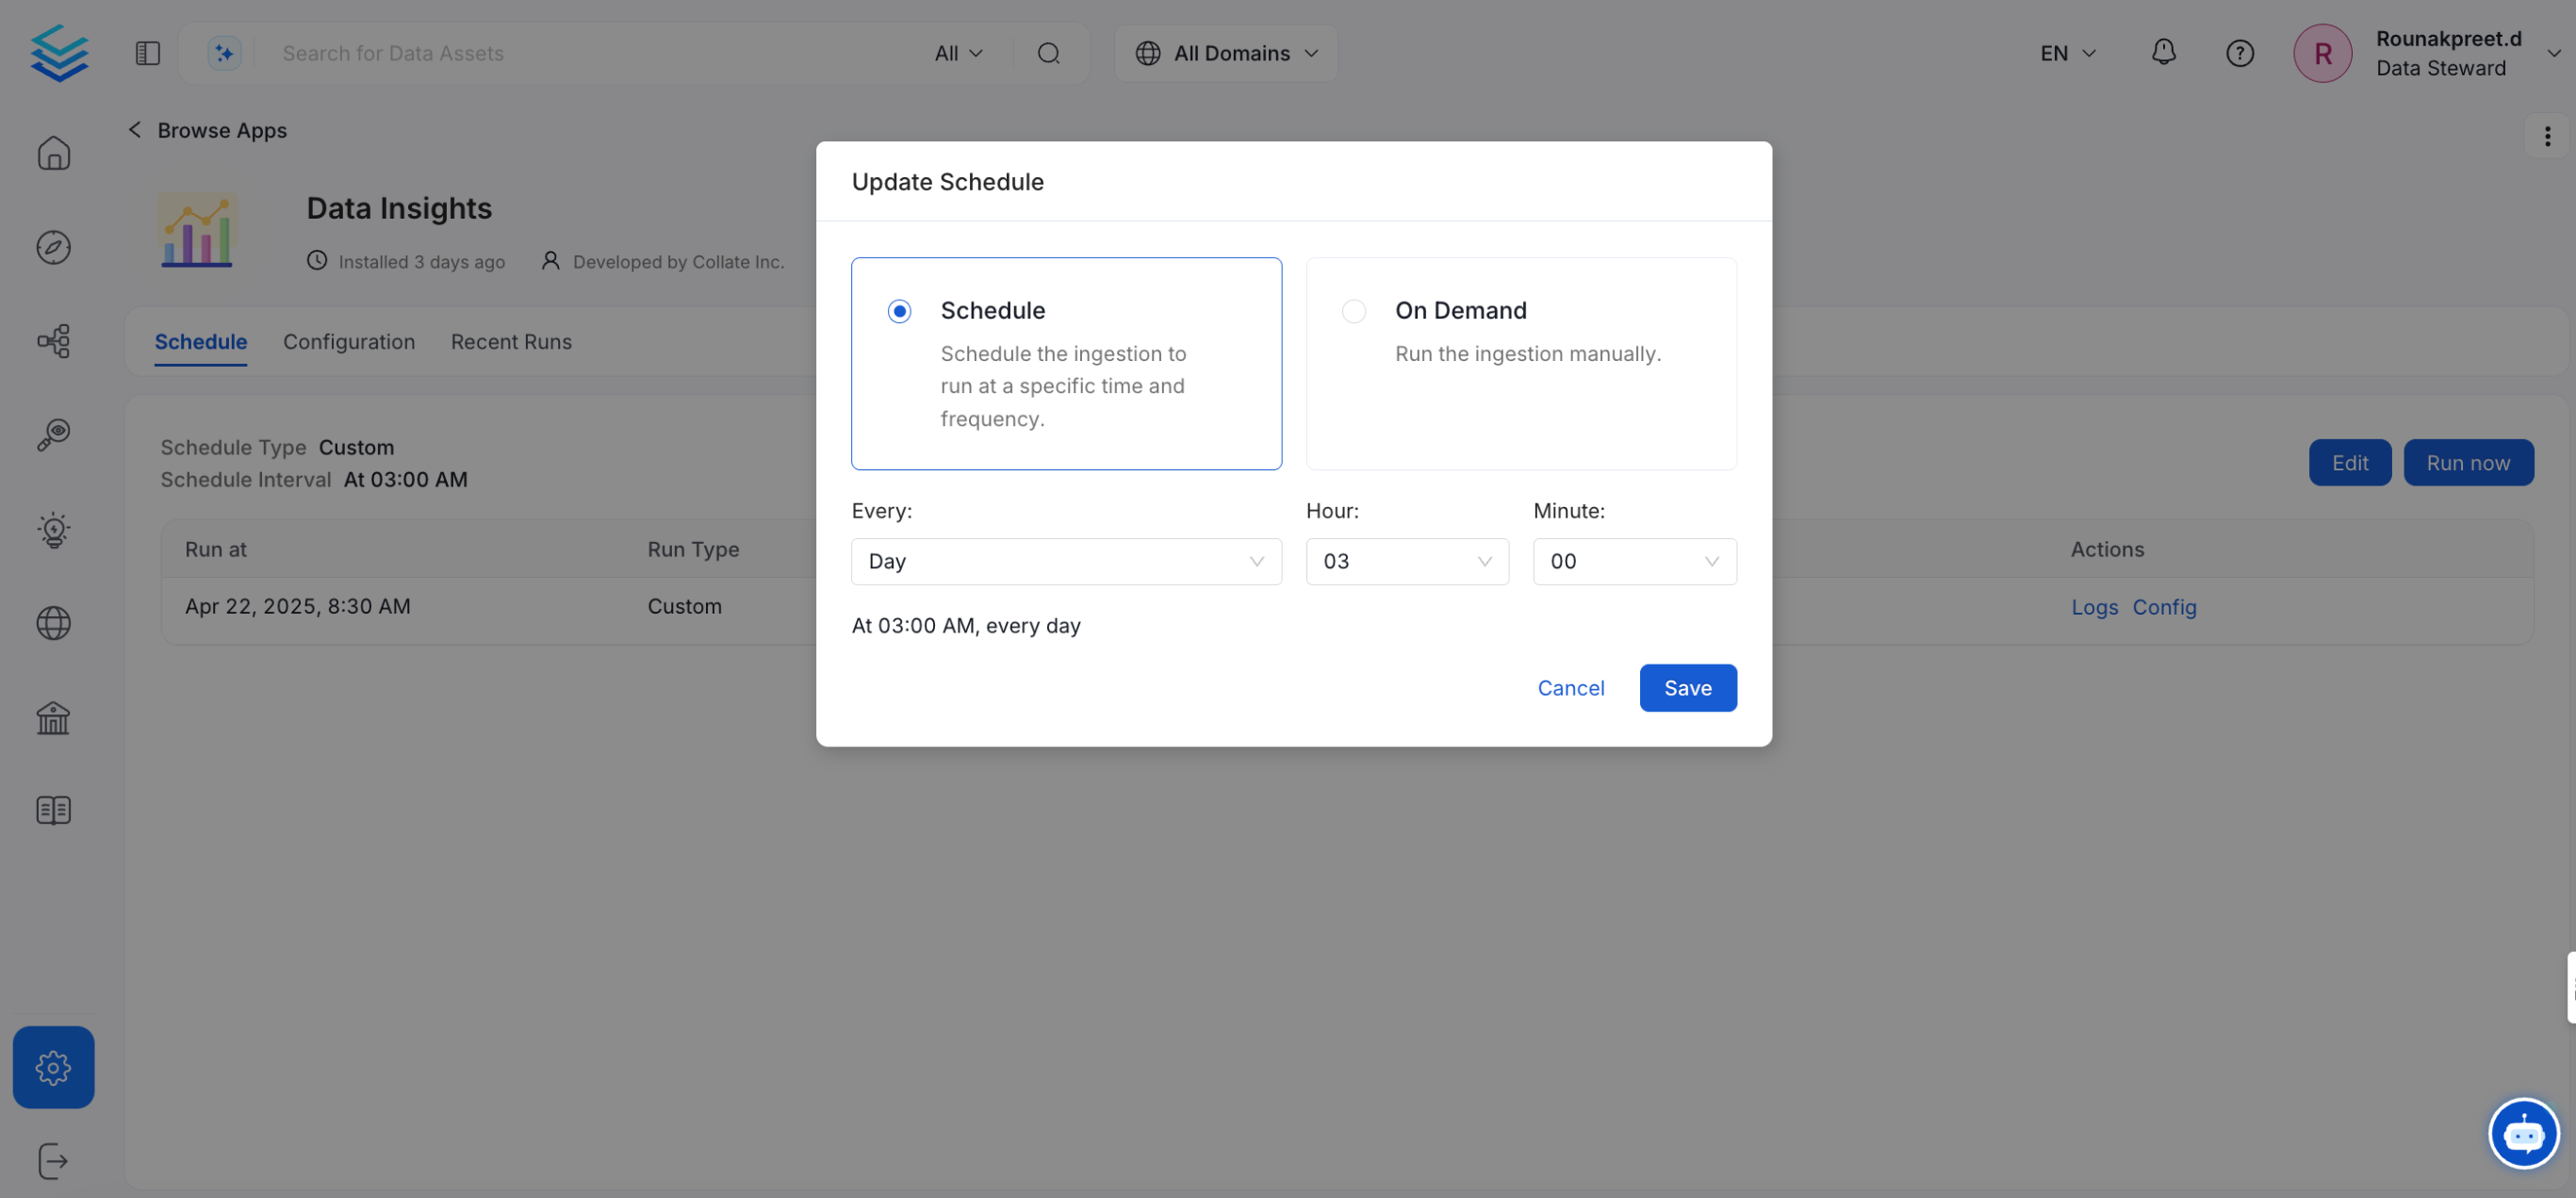 Search for Data Assets
All
All Domains
EN
R
Rounakpreet.d
Data Steward
Browse Apps
Data Insights
Installed 3 days ago
Developed by Collate Inc.
Schedule
Configuration
Recent Runs
Schedule Type Custom
Schedule Interval At 03:00 AM
Edit
Run now
Run at
Run Type
Actions
Apr 22, 2025, 8:30 AM
Custom
Logs
Config
Update Schedule
Schedule
Schedule the ingestion to
run at a specific time and
frequency.
On Demand
Run the ingestion manually.
Every:
Hour:
Minute:
Day
03
00
At 03:00 AM, every day
Cancel
Save